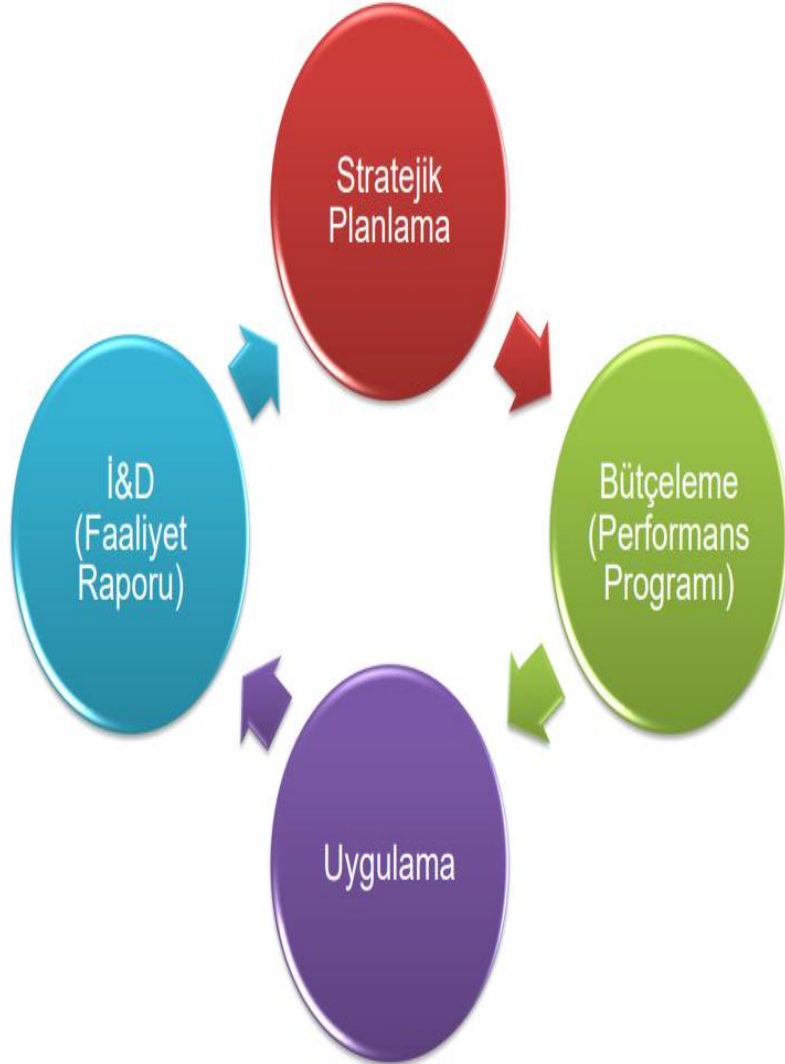 Stratejik
Planlama
Bütçeleme
(Performans
Programı)
Uygulama
İ&D
(Faaliyet
Raporu)